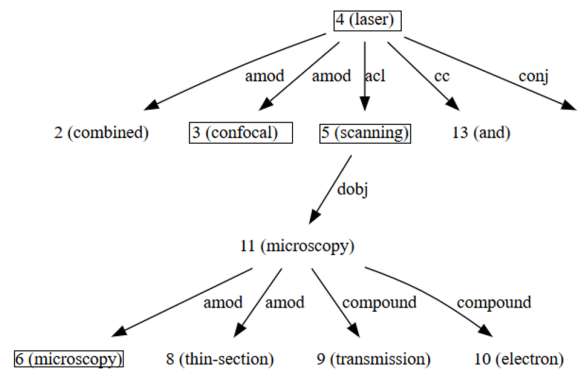 4 (laser)
amod amod acl cc conj
2 (combined) 3 (confocal) 5 (scanning) 13 (and)
dobj
11 (microscopy)
amod amod compound compound
6 (microscopy) 8 (thin-section) 9 (transmission) 10 (electron)